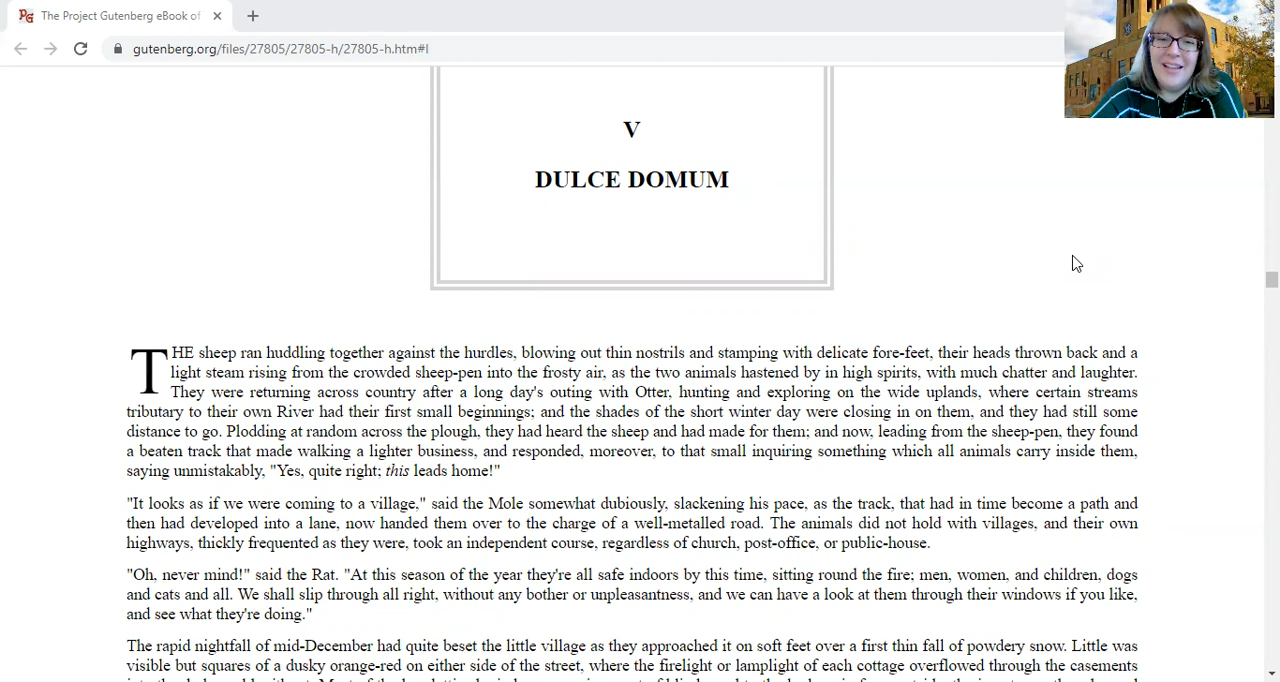 The Project Gutenberg eBook of
gutenberg.org/files/27805/27805-h/27805-h.htm#I
V
DULCE DOMUM
THE sheep ran huddling together against the hurdles, blowing out thin nostrils and stamping with delicate fore-feet, their heads thrown back and a
light steam rising from the crowded sheep-pen into the frosty air, as the two animals hastened by in high spirits, with much chatter and laughter.
They were returning across country after a long day's outing with Otter, hunting and exploring on the wide uplands, where certain streams
tributary to their own River had their first small beginnings; and the shades of the short winter day were closing in on them, and they had still some
distance to go. Plodding at random across the plough, they had heard the sheep and had made for them; and now, leading from the sheep-pen, they found
a beaten track that made walking a lighter business, and responded, moreover, to that small inquiring something which all animals carry inside them,
saying unmistakably, "Yes, quite right; this leads home!"
"It looks as if we were coming to a village," said the Mole somewhat dubiously, slackening his pace, as the track, that had in time become a path and
then had developed into a lane, now handed them over to the charge of a well-metalled road. The animals did not hold with villages, and their own
highways, thickly frequented as they were, took an independent course, regardless of church, post-office, or public-house.
"Oh, never mind!" said the Rat. "At this season of the year they're all safe indoors by this time, sitting round the fire; men, women, and children, dogs
and cats and all. We shall slip through all right, without any bother or unpleasantness, and we can have a look at them through their windows if you like,
and see what they're doing."
The rapid nightfall of mid-December had quite beset the little village as they approached it on soft feet over a first thin fall of powdery snow. Little was
visible but squares of a dusky orange-red on either side of the street, where the firelight or lamplight of each cottage overflowed through the casements